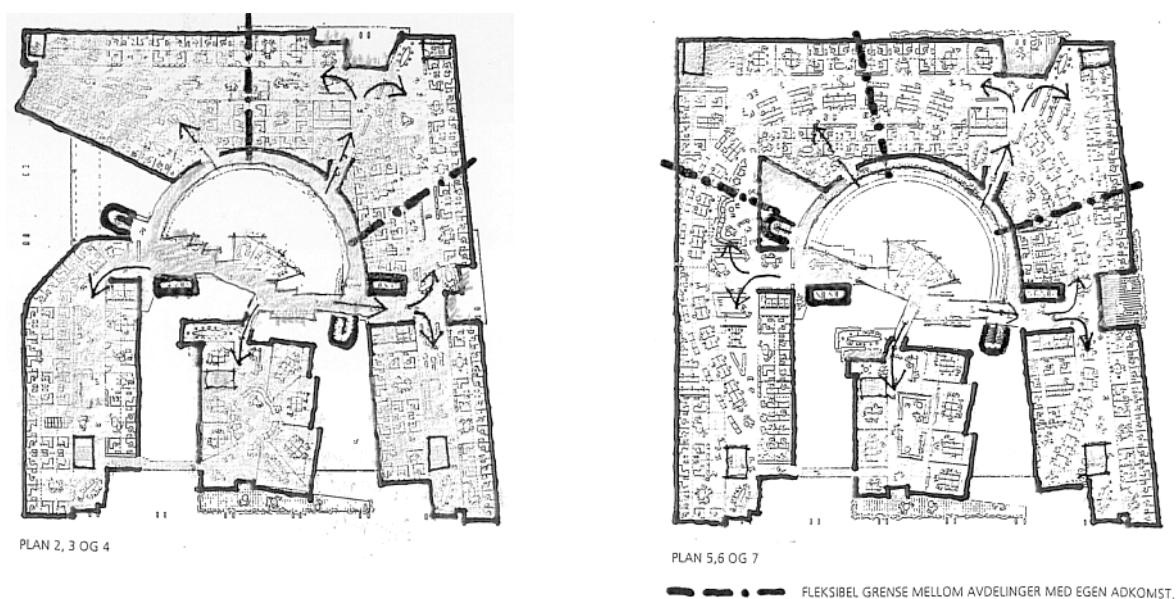 PLAN 2, 3 OG 4
PLAN 5,6 OG 7
FLEKSIBEL GRENSE MELLOM AVDELINGER MED EGEN ADKOMST.